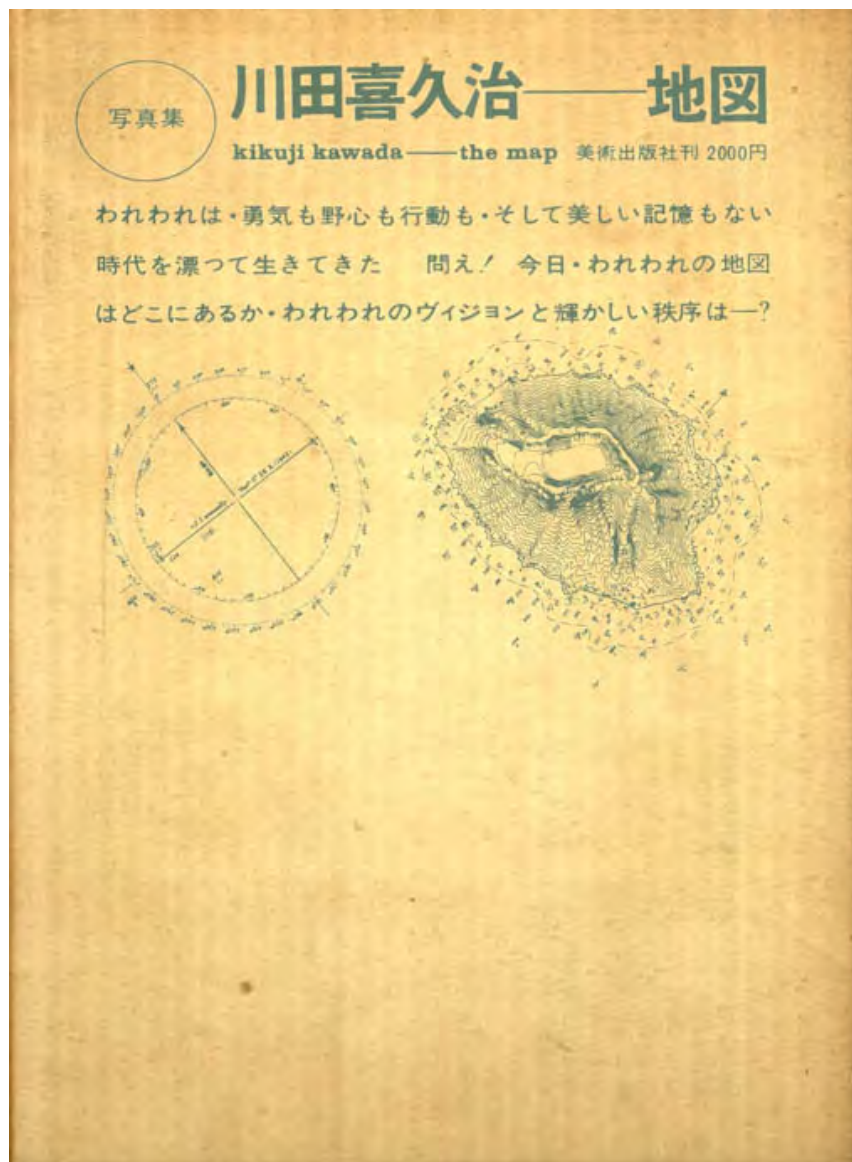 写真集
川田喜久治——地図
kikuji kawada——the map 美術出版社刊 2000円
われわれは・勇気も野心も行動も・そして美しい記憶もない
時代を漂つて生きてきた　問え！　今日・われわれの地図
はどこにあるか・われわれのヴィジョンと輝かしい秩序は—?